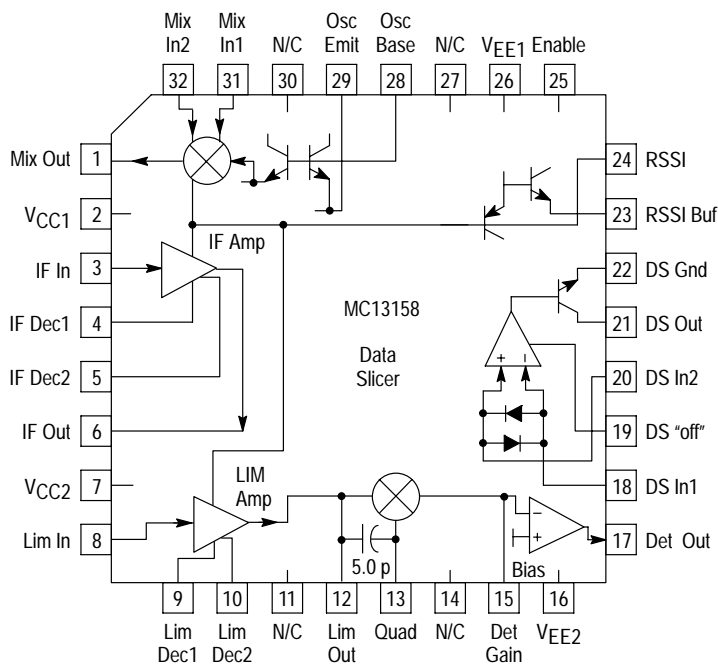 Mix In2
Mix In1
N/C
Osc Emit
Osc Base
N/C
VEE1
Enable
32
31
30
29
28
27
26
25
Mix Out 1
VCC1 2
IF In 3
IF Dec1 4
IF Dec2 5
IF Out 6
VCC2 7
Lim In 8
24 RSSI
23 RSSI Buf
22 DS Gnd
21 DS Out
20 DS In2
19 DS “off”
18 DS In1
17 Det Out
IF Amp
MC13158
Data
Slicer
+ –
LIM
Amp
5.0 p
–
+
Bias
9
10
11
12
13
14
15
16
Lim Dec1
Lim Dec2
N/C
Lim Out
Quad
N/C
Det Gain
VEE2